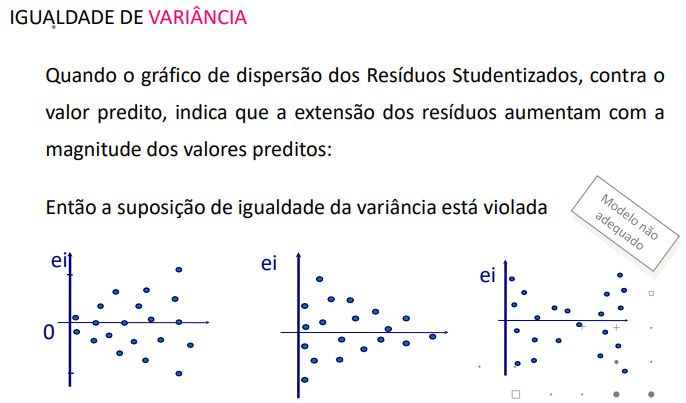 IGUALDADE DE VARIÂNCIA
Quando o gráfico de dispersão dos Resíduos Studentizados, contra o
valor predito, indica que a extensão dos resíduos aumentam com a
magnitude dos valores preditos:
Então a suposição de igualdade da variância está violada
Modelo não
adequado
ei
0
ei
ei